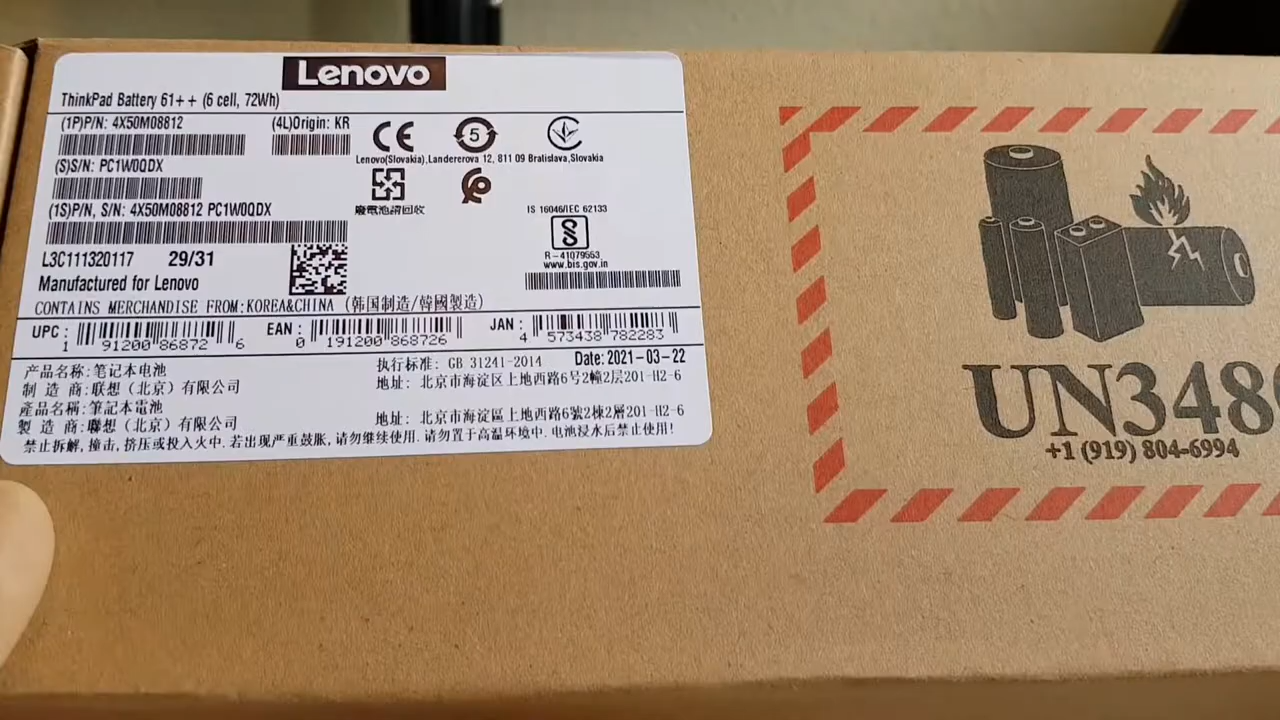 Lenovo
ThinkPad Battery 61++ (6 cell, 72Wh)
(1P)P/N: 4X50M08812
(4L)Origin: KR
(S)S/N: PC1W0QDX
(1S)P/N, S/N: 4X50M08812 PC1W0QDX
L3C111320117 29/31
Manufactured for Lenovo
CE
5
Lenovo(Slovakia),Landererova 12, 811 09 Bratislava,Slovakia
廢電池請回收
IS 16046/IEC 62133
S
R-41079553
www.bis.gov.in
CONTAINS MERCHANDISE FROM:KOREA&CHINA (韩国制造/韓國製造)
UPC: 1 91200 86872 6
EAN: 0 191200 868726
JAN: 4 573438 782283
产品名称:笔记本电池
制 造 商:联想（北京）有限公司
產品名稱:筆記本電池
製 造 商:聯想（北京）有限公司
执行标准: GB 31241-2014
Date: 2021-03-22
地址: 北京市海淀区上地西路6号2幢2层201-H2-6
地址: 北京市海淀區上地西路6號2棟2層201-H2-6
禁止拆解,撞击,挤压或投入火中.若出现严重鼓胀,请勿继续使用.请勿置于高温环境中.电池浸水后禁止使用!
UN348
+1 (919) 804-6994